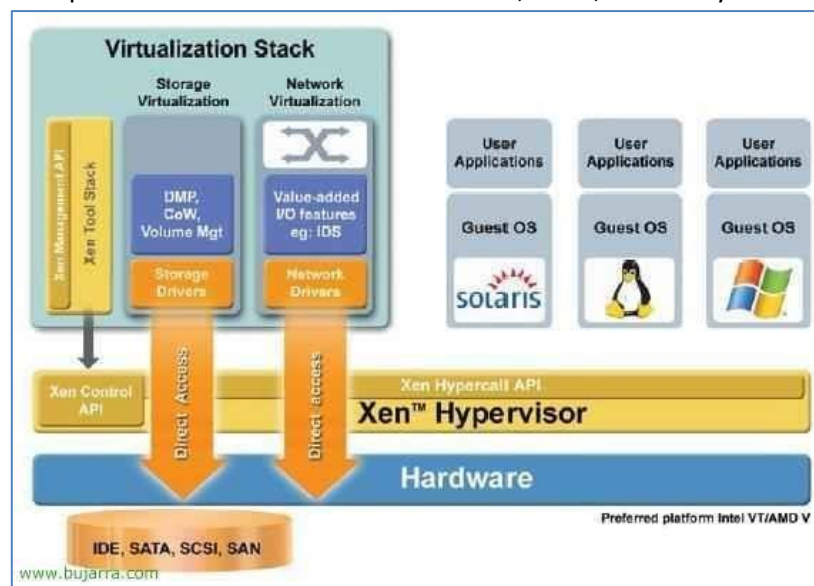 Virtualization Stack
Storage
Virtualization
Network
Virtualization
Xen Management API
Xen Tool Stack
DMP,
CoW,
Volume Mgt
Value-added
I/O features
eg: IDS
Storage
Drivers
Network
Drivers
User
Applications
User
Applications
User
Applications
Guest OS
Guest OS
Guest OS
solaris
Direct Access
Direct access
Xen Control
API
Xen Hypercall API
Xen™ Hypervisor
Hardware
Preferred platform Intel VT/AMD V
IDE, SATA, SCSI, SAN
www.bujarra.com